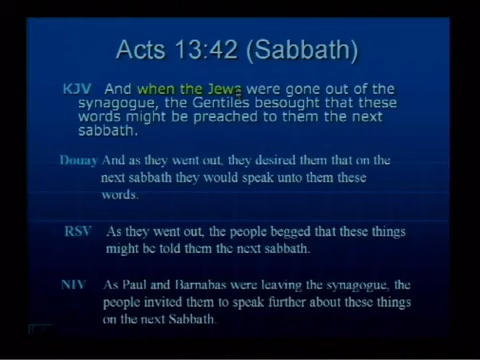 Acts 13:42 (Sabbath)
KJV And when the Jews were gone out of the
synagogue, the Gentiles besought that these
words might be preached to them the next
sabbath.
Douay And as they went out, they desired them that on the
next sabbath they would speak unto them these
words.
RSV As they went out, the people begged that these things
might be told them the next sabbath.
NIV As Paul and Barnabas were leaving the synagogue, the
people invited them to speak further about these things
on the next Sabbath.